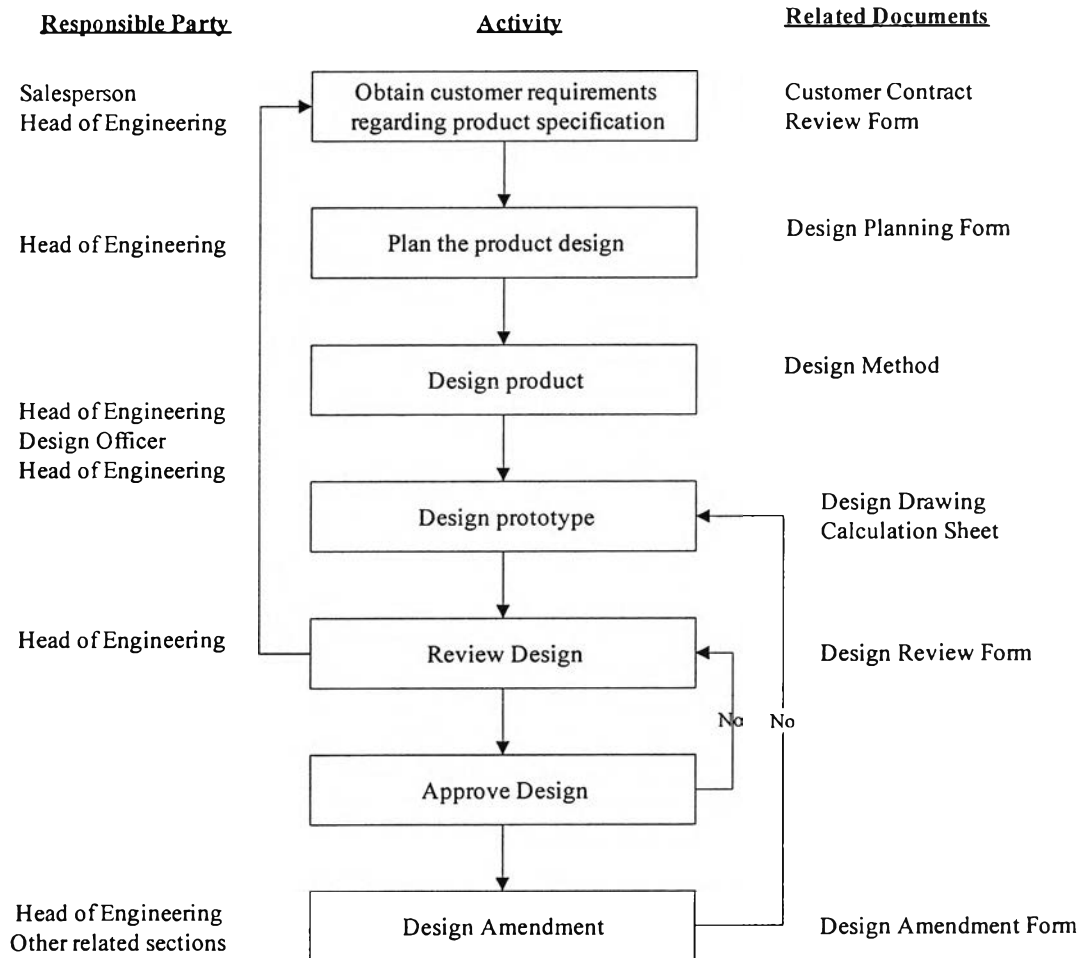 Responsible Party
Activity
Related Documents
Salesperson
Head of Engineering
Obtain customer requirements
regarding product specification
Customer Contract
Review Form
Head of Engineering
Plan the product design
Design Planning Form
Design product
Design Method
Head of Engineering
Design Officer
Head of Engineering
Design prototype
Design Drawing
Calculation Sheet
Head of Engineering
Review Design
Design Review Form
No
No
Approve Design
Head of Engineering
Other related sections
Design Amendment
Design Amendment Form